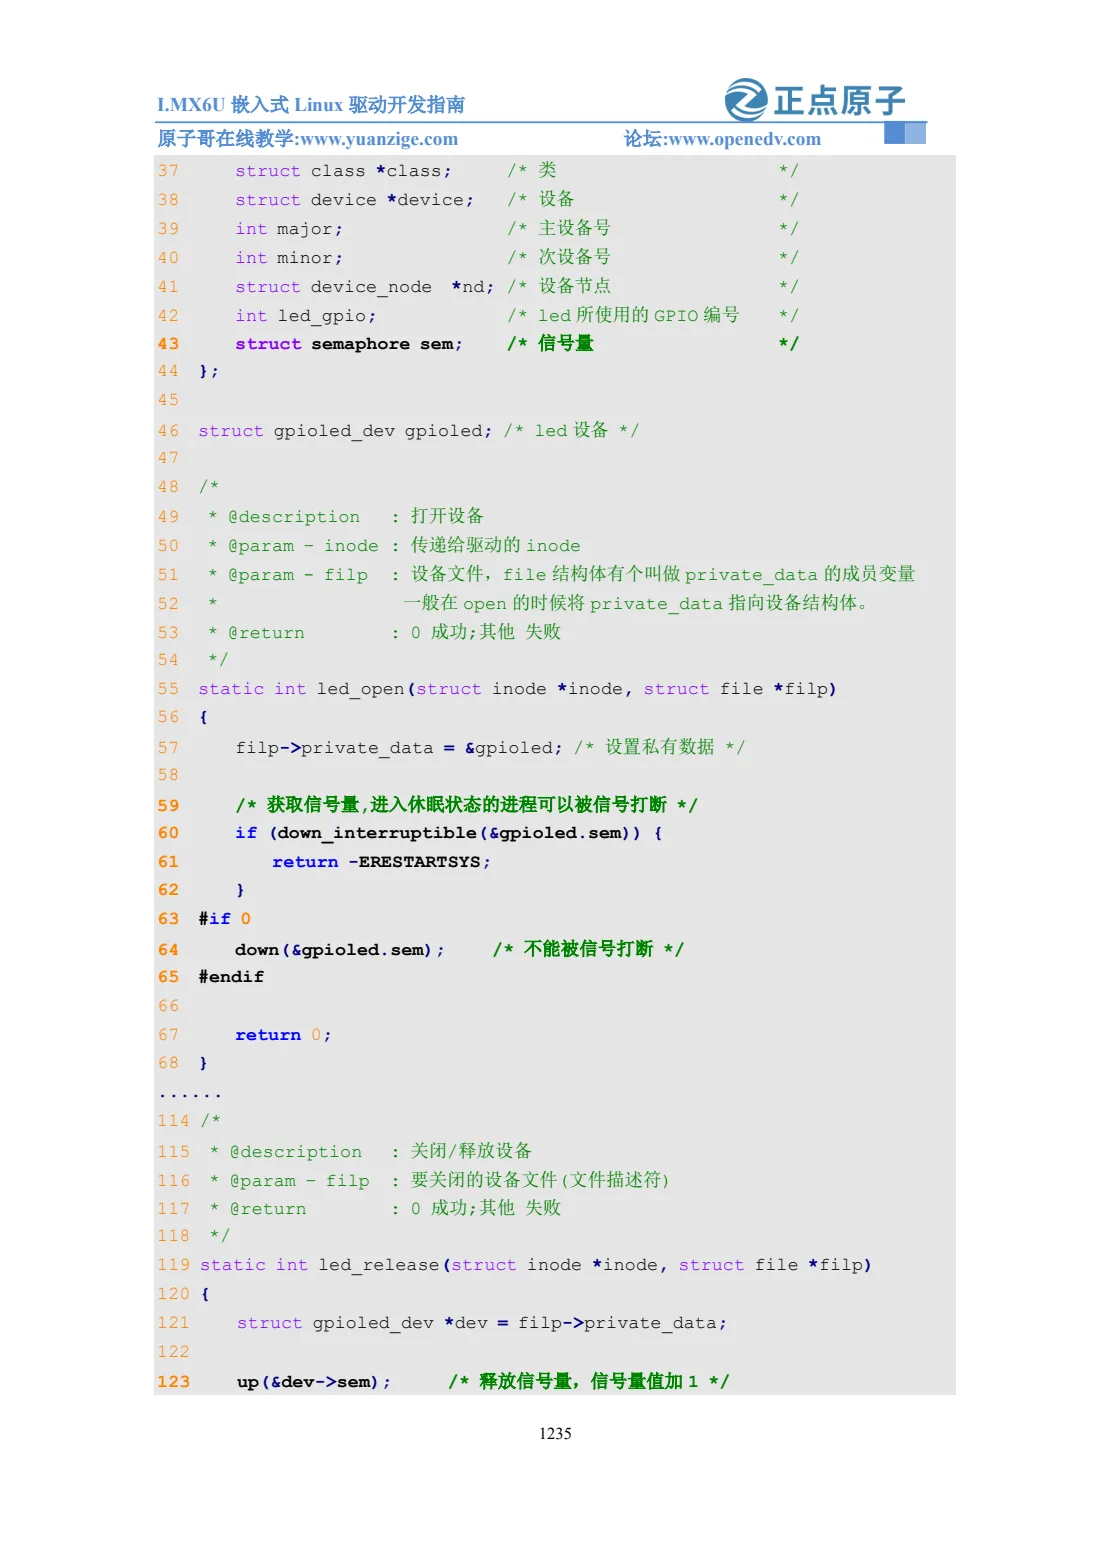 I.MX6U 嵌入式 Linux 驱动开发指南
正点原子
原子哥在线教学:www.yuanzige.com 论坛:www.openedv.com
37 struct class *class; /* 类 */
38 struct device *device; /* 设备 */
39 int major; /* 主设备号 */
40 int minor; /* 次设备号 */
41 struct device_node *nd; /* 设备节点 */
42 int led_gpio; /* led 所使用的 GPIO 编号 */
43 struct semaphore sem; /* 信号量 */
44 };
45
46 struct gpioled_dev gpioled; /* led 设备 */
47
48 /*
49 * @description : 打开设备
50 * @param – inode : 传递给驱动的 inode
51 * @param - filp : 设备文件，file 结构体有个叫做 private_data 的成员变量
52 * 一般在 open 的时候将 private_data 指向设备结构体。
53 * @return : 0 成功;其他 失败
54 */
55 static int led_open(struct inode *inode, struct file *filp)
56 {
57 filp->private_data = &gpioled; /* 设置私有数据 */
58
59 /* 获取信号量,进入休眠状态的进程可以被信号打断 */
60 if (down_interruptible(&gpioled.sem)) {
61 return -ERESTARTSYS;
62 }
63 #if 0
64 down(&gpioled.sem); /* 不能被信号打断 */
65 #endif
66
67 return 0;
68 }
......
114 /*
115 * @description : 关闭/释放设备
116 * @param – filp : 要关闭的设备文件(文件描述符)
117 * @return : 0 成功;其他 失败
118 */
119 static int led_release(struct inode *inode, struct file *filp)
120 {
121 struct gpioled_dev *dev = filp->private_data;
122
123 up(&dev->sem); /* 释放信号量，信号量值加 1 */
1235